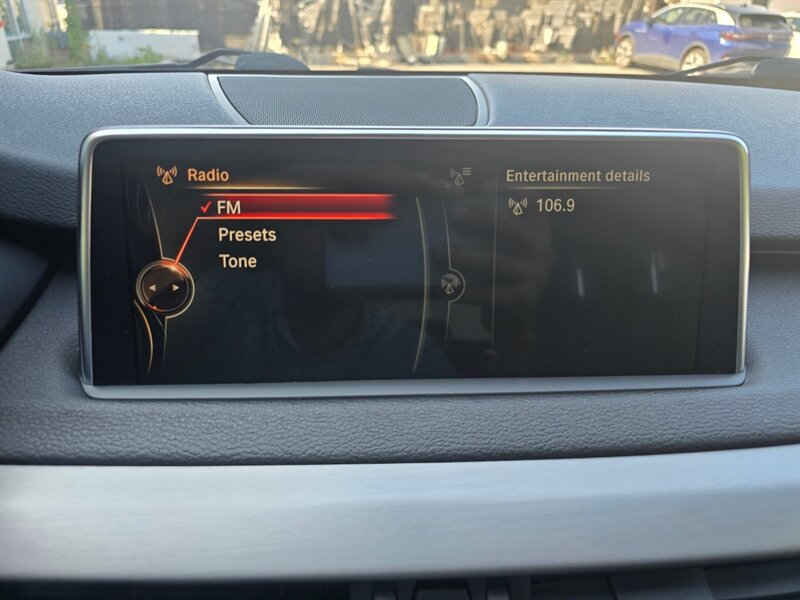 Radio
FM
Presets
Tone
Entertainment details
106.9